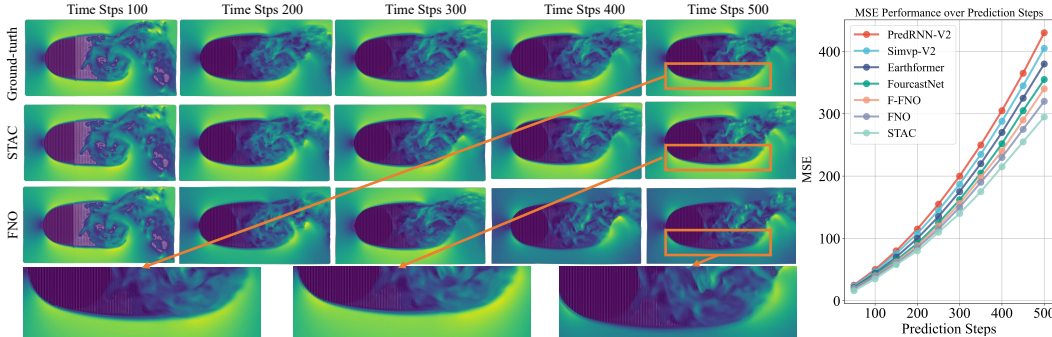 Time Stps 100 Time Stps 200 Time Stps 300 Time Stps 400 Time Stps 500
Ground-truth
STAC
FNO
MSE Performance over Prediction Steps
PredRNN-V2
Simvp-V2
Earthformer
FourcastNet
F-FNO
FNO
STAC
MSE
400
300
200
100
0
100 200 300 400 500
Prediction Steps